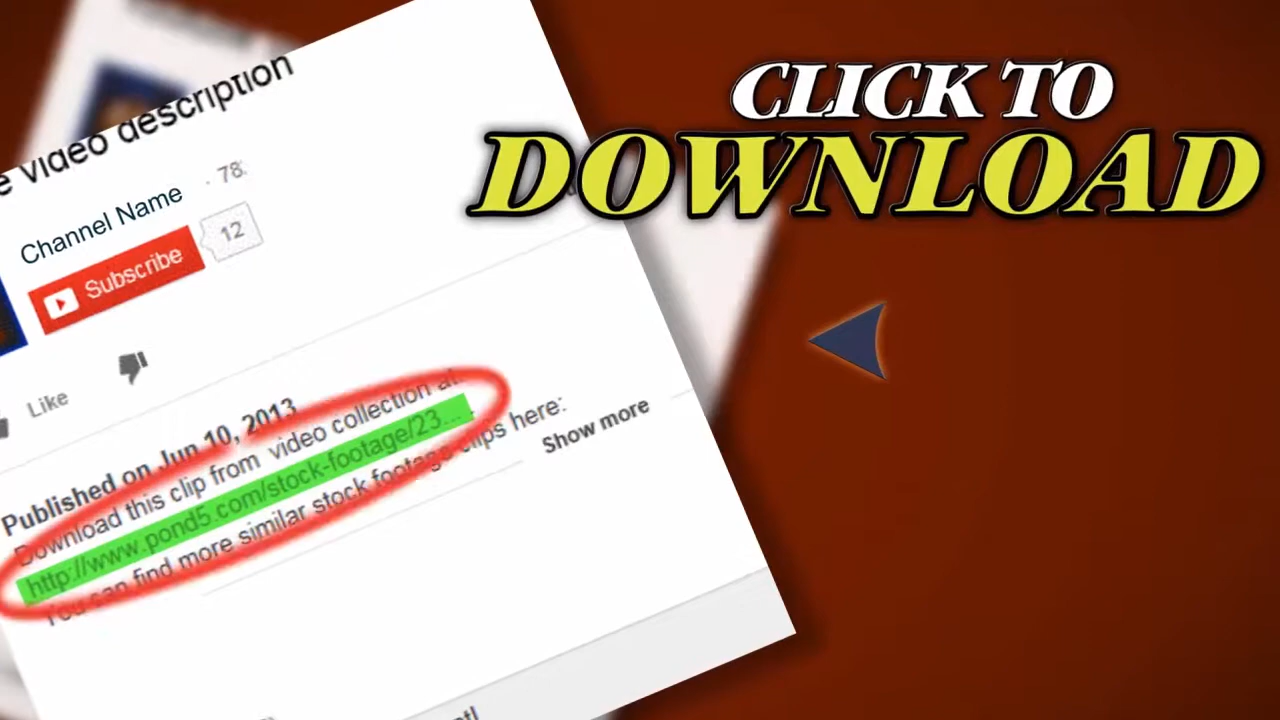 CLICK TO
DOWNLOAD
video description
Channel Name
Subscribe
12
Like
Published on Jun 10, 2013
Download this clip from video collection at
http://www.pond5.com/stock-footage/23...
You can find more similar stock footage clips here:
Show more